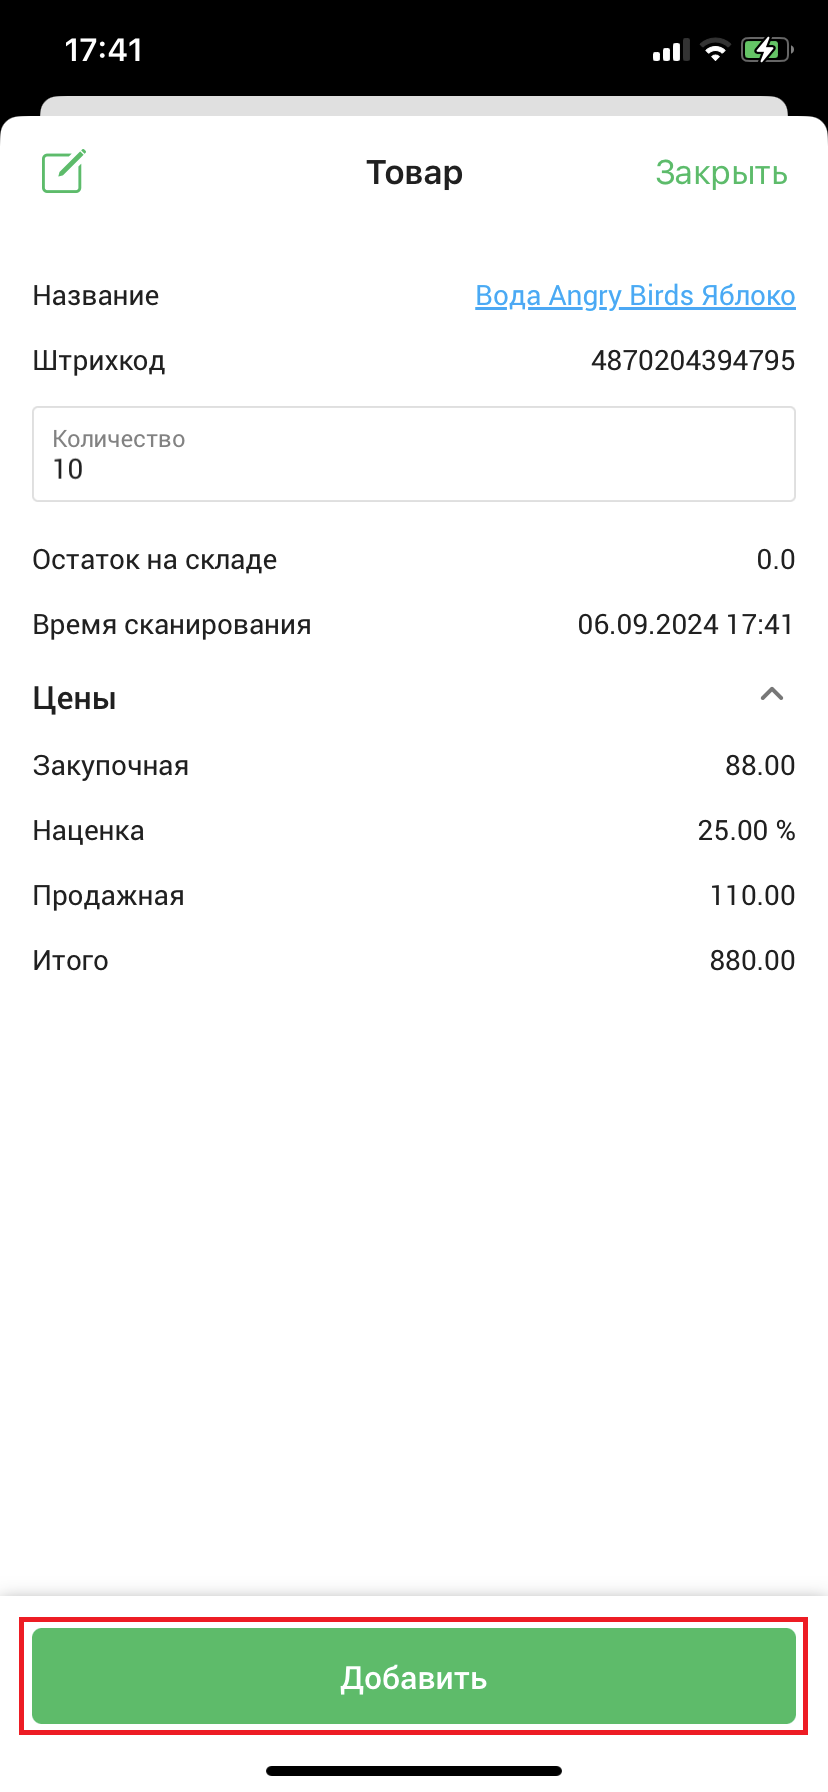 17:41
Товар Закрыть
Название Вода Angry Birds Яблоко
Штрихкод 4870204394795
Количество
10
Остаток на складе 0.0
Время сканирования 06.09.2024 17:41
Цены
Закупочная 88.00
Наценка 25.00 %
Продажная 110.00
Итого 880.00
Добавить